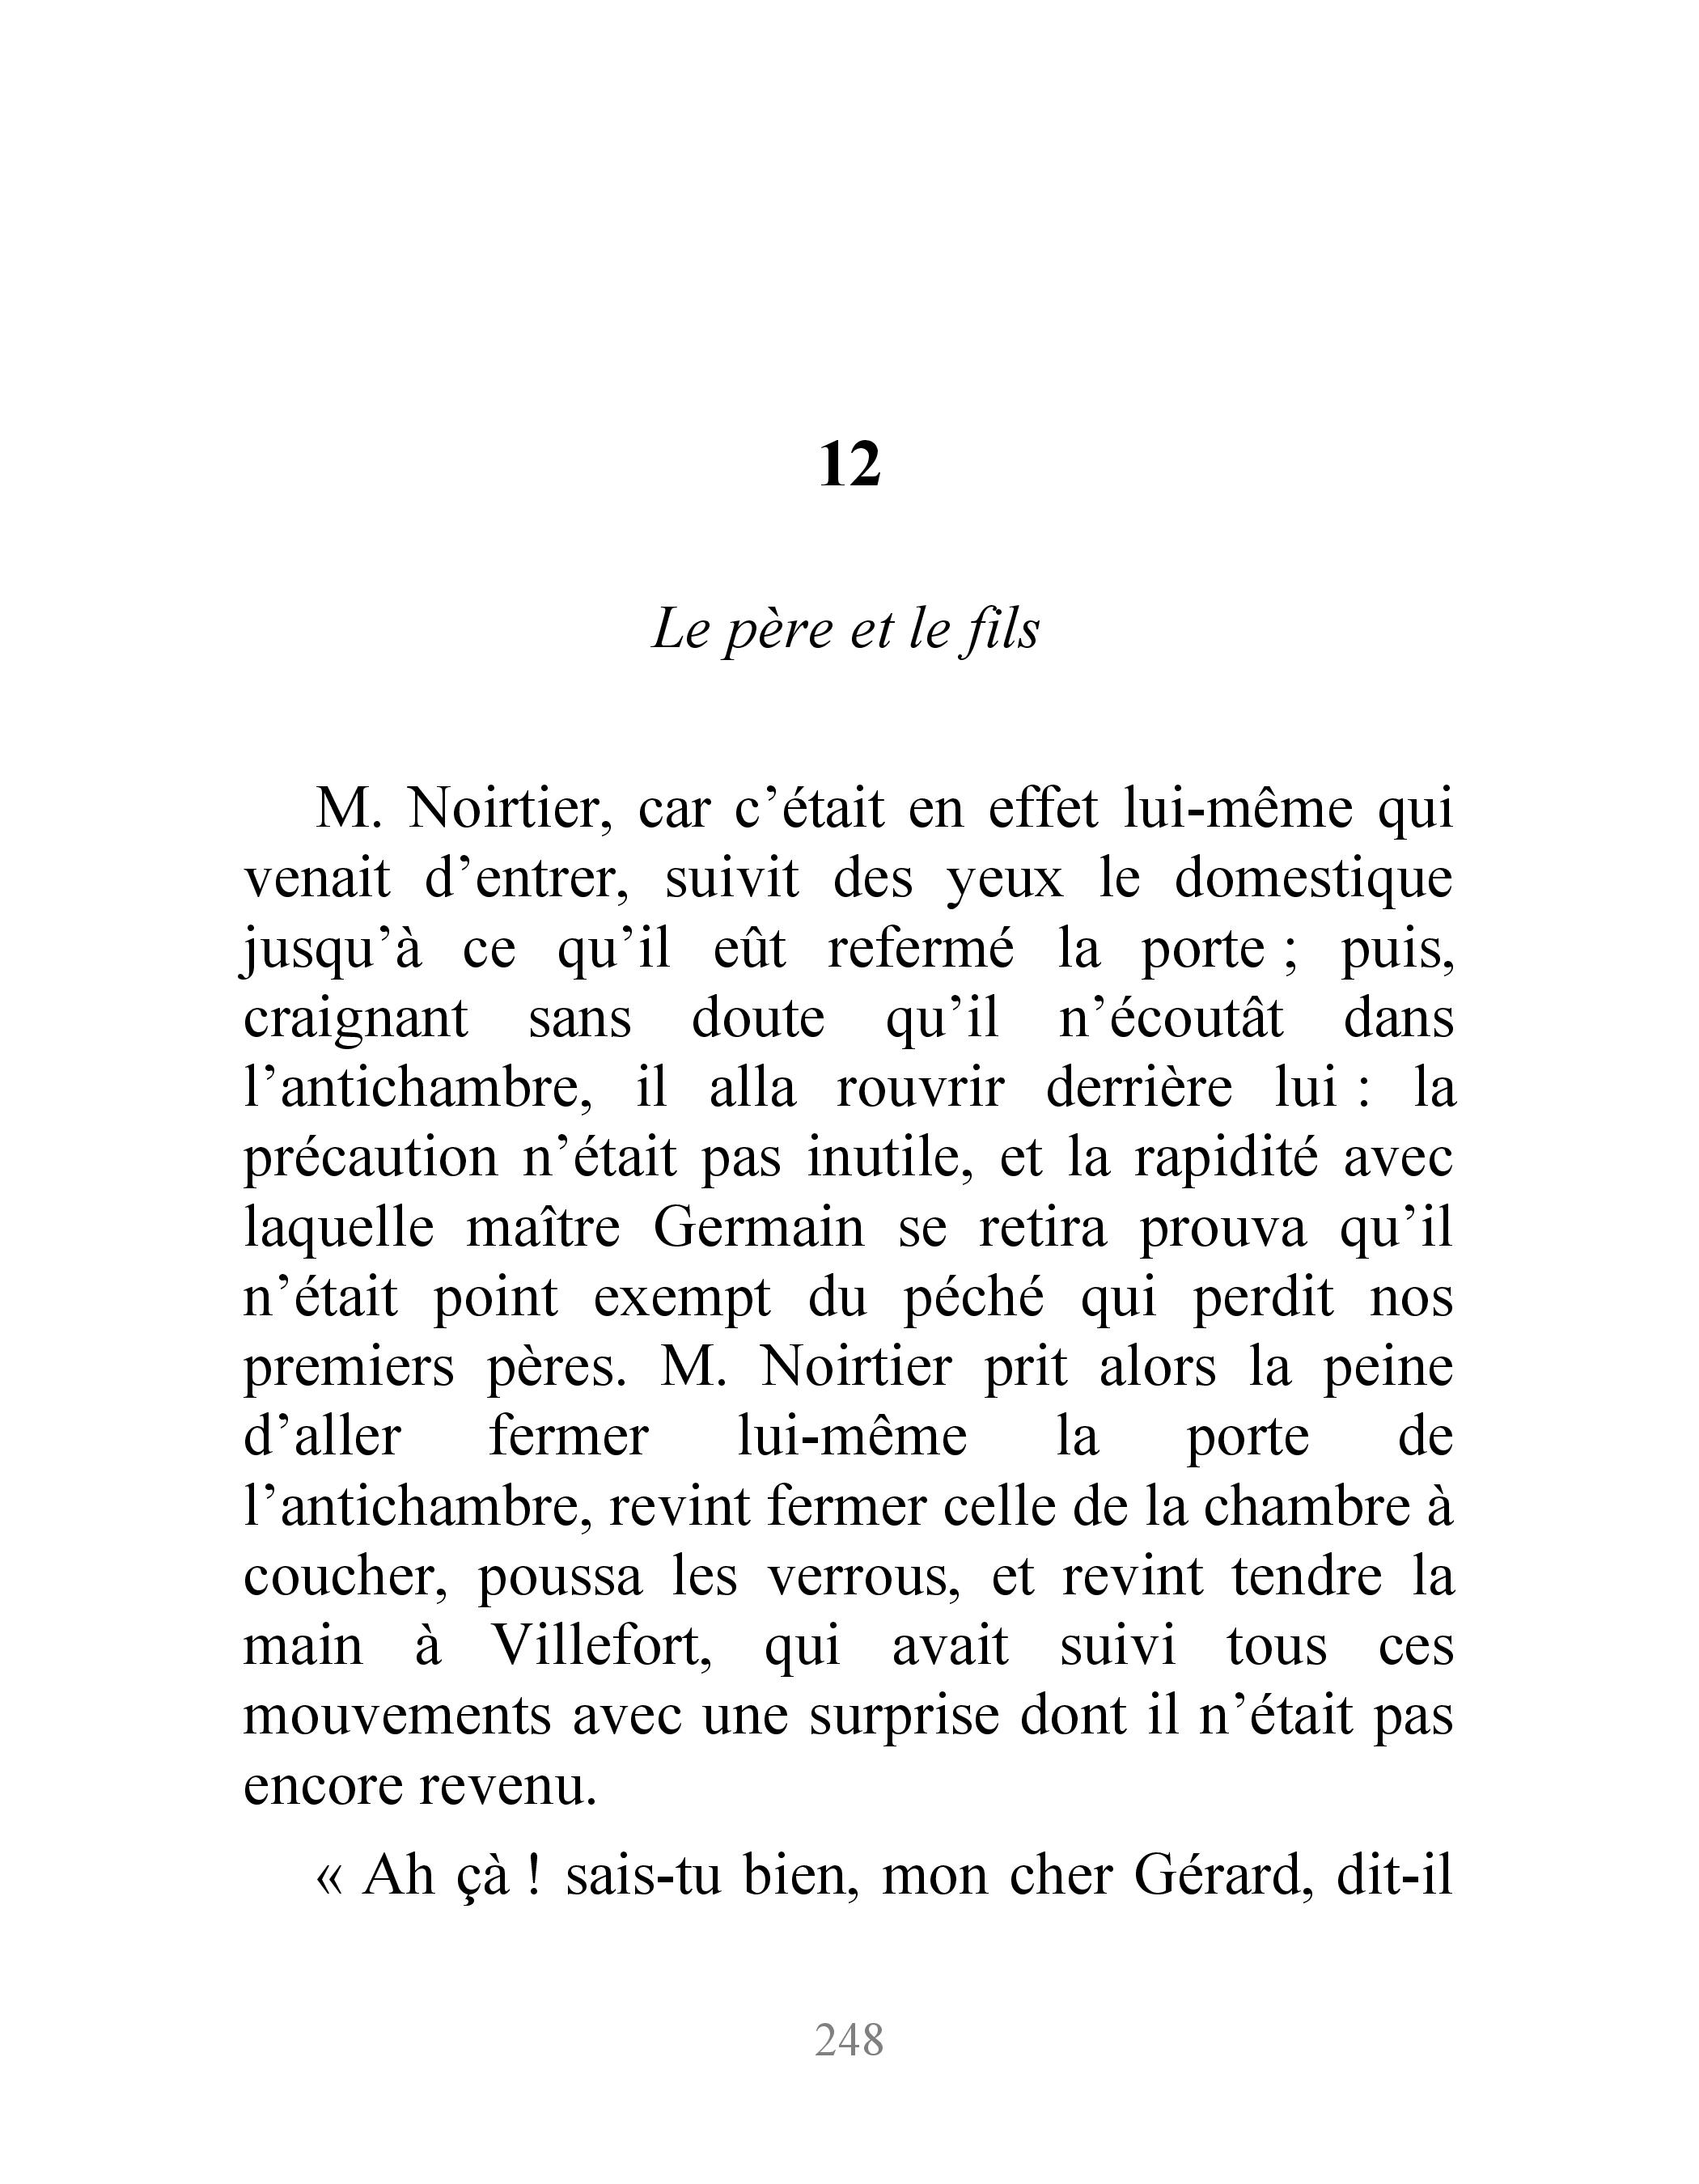 12
Le père et le fils
M. Noirtier, car c’était en effet lui-même qui
venait d’entrer, suivit des yeux le domestique
jusqu’à ce qu’il eût refermé la porte ; puis,
craignant sans doute qu’il n’écoutât dans
l’antichambre, il alla rouvrir derrière lui : la
précaution n’était pas inutile, et la rapidité avec
laquelle maître Germain se retira prouva qu’il
n’était point exempt du péché qui perdit nos
premiers pères. M. Noirtier prit alors la peine
d’aller fermer lui-même la porte de
l’antichambre, revint fermer celle de la chambre à
coucher, poussa les verrous, et revint tendre la
main à Villefort, qui avait suivi tous ces
mouvements avec une surprise dont il n’était pas
encore revenu.
« Ah çà ! sais-tu bien, mon cher Gérard, dit-il
248